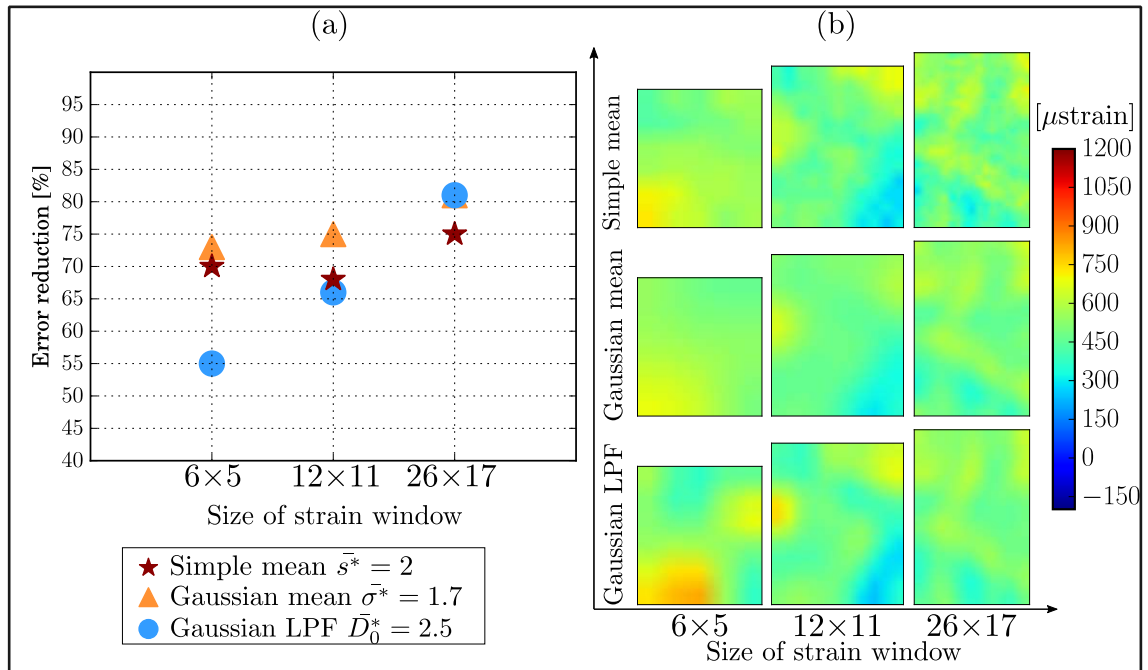 (a)
95
90
85
80
75
70
65
60
55
50
45
40
Error reduction [%]
6×5 12×11 26×17
Size of strain window
Simple mean s̄* = 2
Gaussian mean σ̄* = 1.7
Gaussian LPF D̄₀* = 2.5
(b)
Simple mean
Gaussian mean
Gaussian LPF
6×5 12×11 26×17
Size of strain window
[μstrain]
1200
1050
900
750
600
450
300
150
0
−150